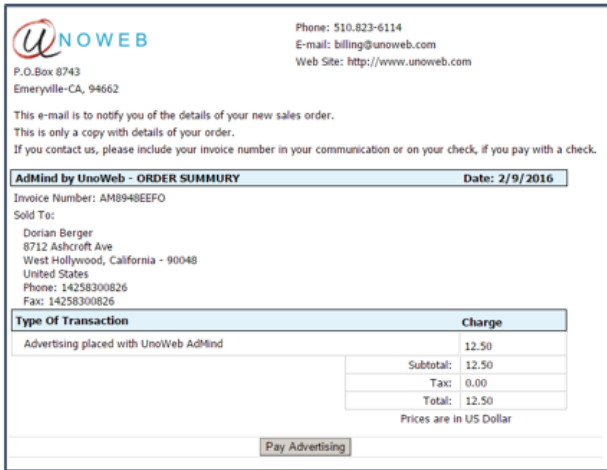 UNOWEB
Phone: 510.823-6114
E-mail: billing@unoweb.com
Web Site: http://www.unoweb.com
P.O.Box 8743
Emeryville-CA, 94662
This e-mail is to notify you of the details of your new sales order.
This is only a copy with details of your order.
If you contact us, please include your invoice number in your communication or on your check, if you pay with a check.
AdMind by UnoWeb - ORDER SUMMURY Date: 2/9/2016
Invoice Number: AM8948EEFO
Sold To:
Dorian Berger
8712 Ashcroft Ave
West Hollywood, California - 90048
United States
Phone: 14258300826
Fax: 14258300826
Type Of Transaction Charge
Advertising placed with UnoWeb AdMind 12.50
Subtotal: 12.50
Tax: 0.00
Total: 12.50
Prices are in US Dollar
Pay Advertising